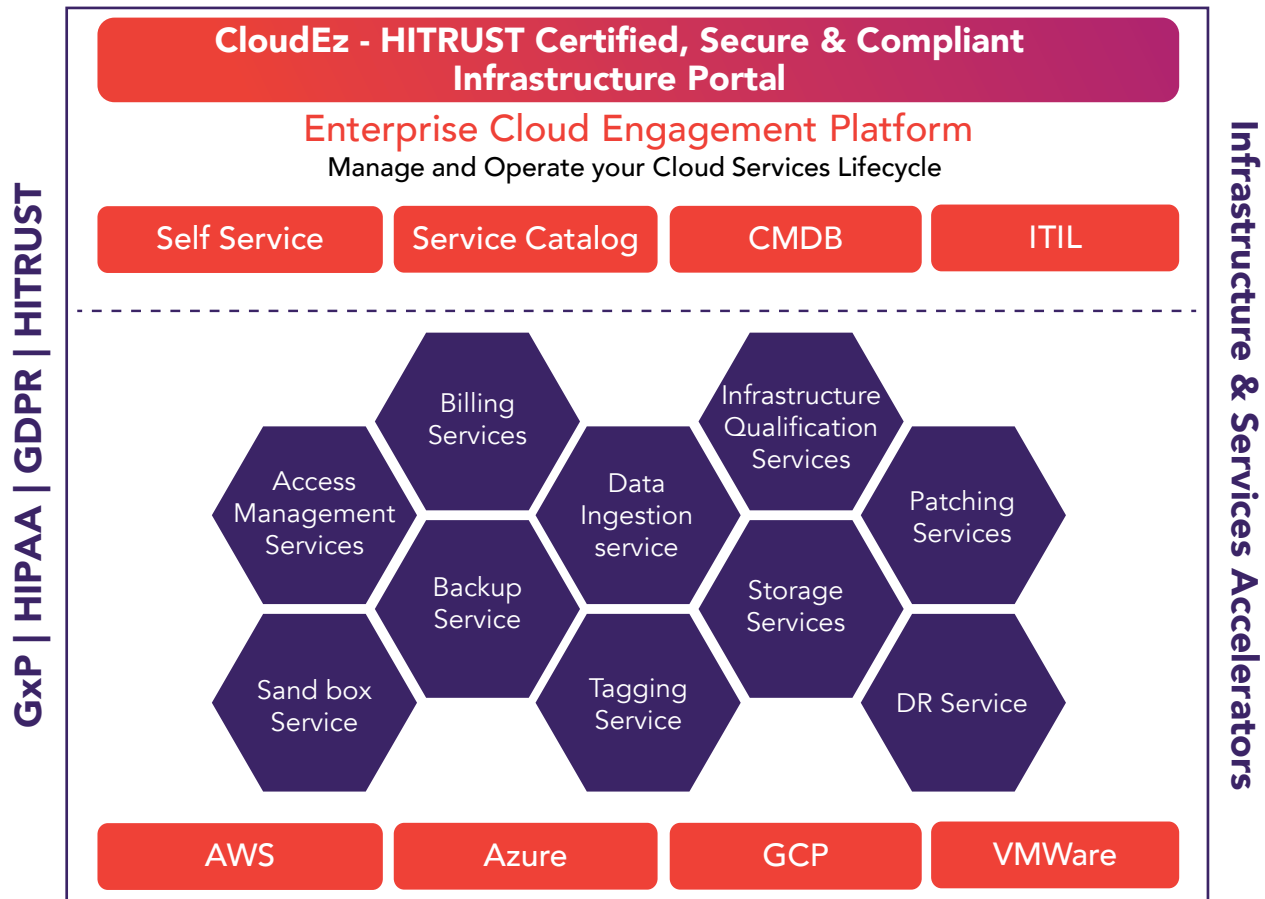 CloudEz - HITRUST Certified, Secure & Compliant
Infrastructure Portal
Enterprise Cloud Engagement Platform
Manage and Operate your Cloud Services Lifecycle
Self Service
Service Catalog
CMDB
ITIL
GxP | HIPAA | GDPR | HITRUST
Infrastructure & Services Accelerators
Billing
Services
Infrastructure
Qualification
Services
Access
Management
Services
Data
Ingestion
service
Patching
Services
Backup
Service
Storage
Services
Sand box
Service
Tagging
Service
DR Service
AWS
Azure
GCP
VMWare